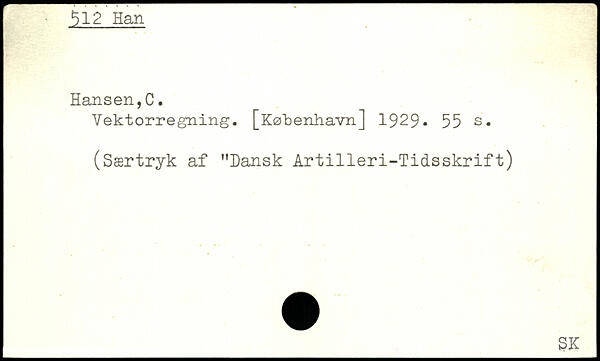 512 Han
Hansen,C.
Vektorregning. [København] 1929. 55 s.
(Særtryk af "Dansk Artilleri-Tidsskrift)
SK